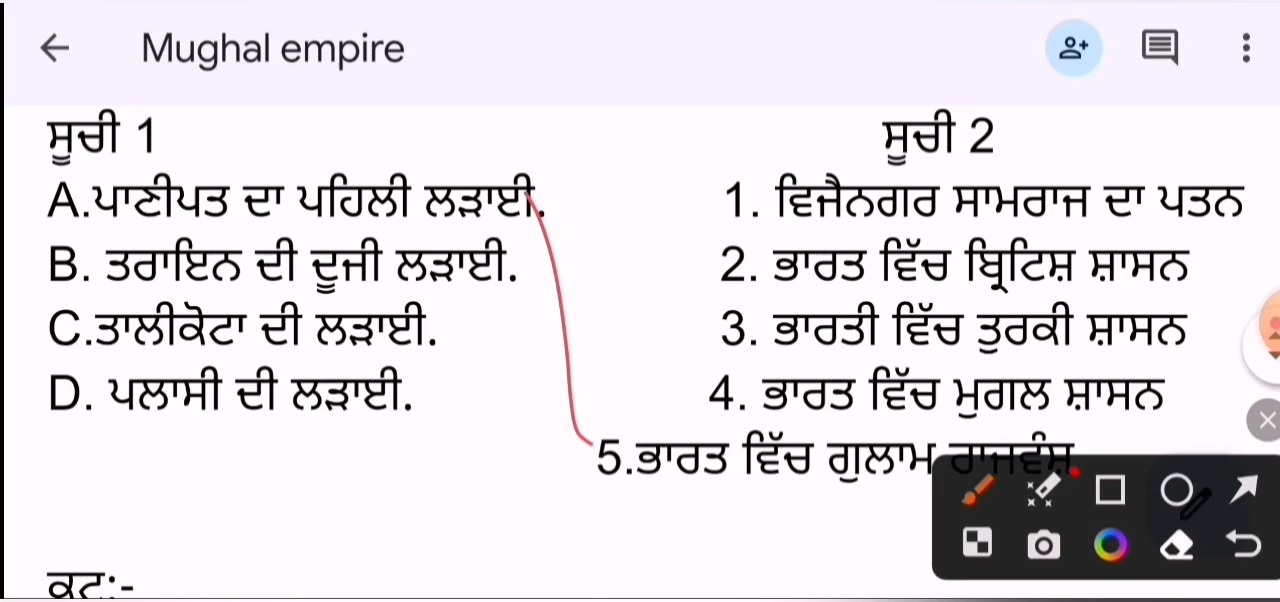 Mughal empire
ਸੂਚੀ 1 ਸੂਚੀ 2
A.ਪਾਣੀਪਤ ਦਾ ਪਹਿਲੀ ਲੜਾਈ. 1. ਵਿਜੈਨਗਰ ਸਾਮਰਾਜ ਦਾ ਪਤਨ
B. ਤਰਾਇਨ ਦੀ ਦੂਜੀ ਲੜਾਈ. 2. ਭਾਰਤ ਵਿੱਚ ਬ੍ਰਿਟਿਸ਼ ਸ਼ਾਸਨ
C.ਤਾਲੀਕੋਟਾ ਦੀ ਲੜਾਈ. 3. ਭਾਰਤੀ ਵਿੱਚ ਤੁਰਕੀ ਸ਼ਾਸਨ
D. ਪਲਾਸੀ ਦੀ ਲੜਾਈ. 4. ਭਾਰਤ ਵਿੱਚ ਮੁਗਲ ਸ਼ਾਸਨ
5.ਭਾਰਤ ਵਿੱਚ ਗੁਲਾਮ ਰਾਜਵੰਸ਼
ਕੂਟ:-